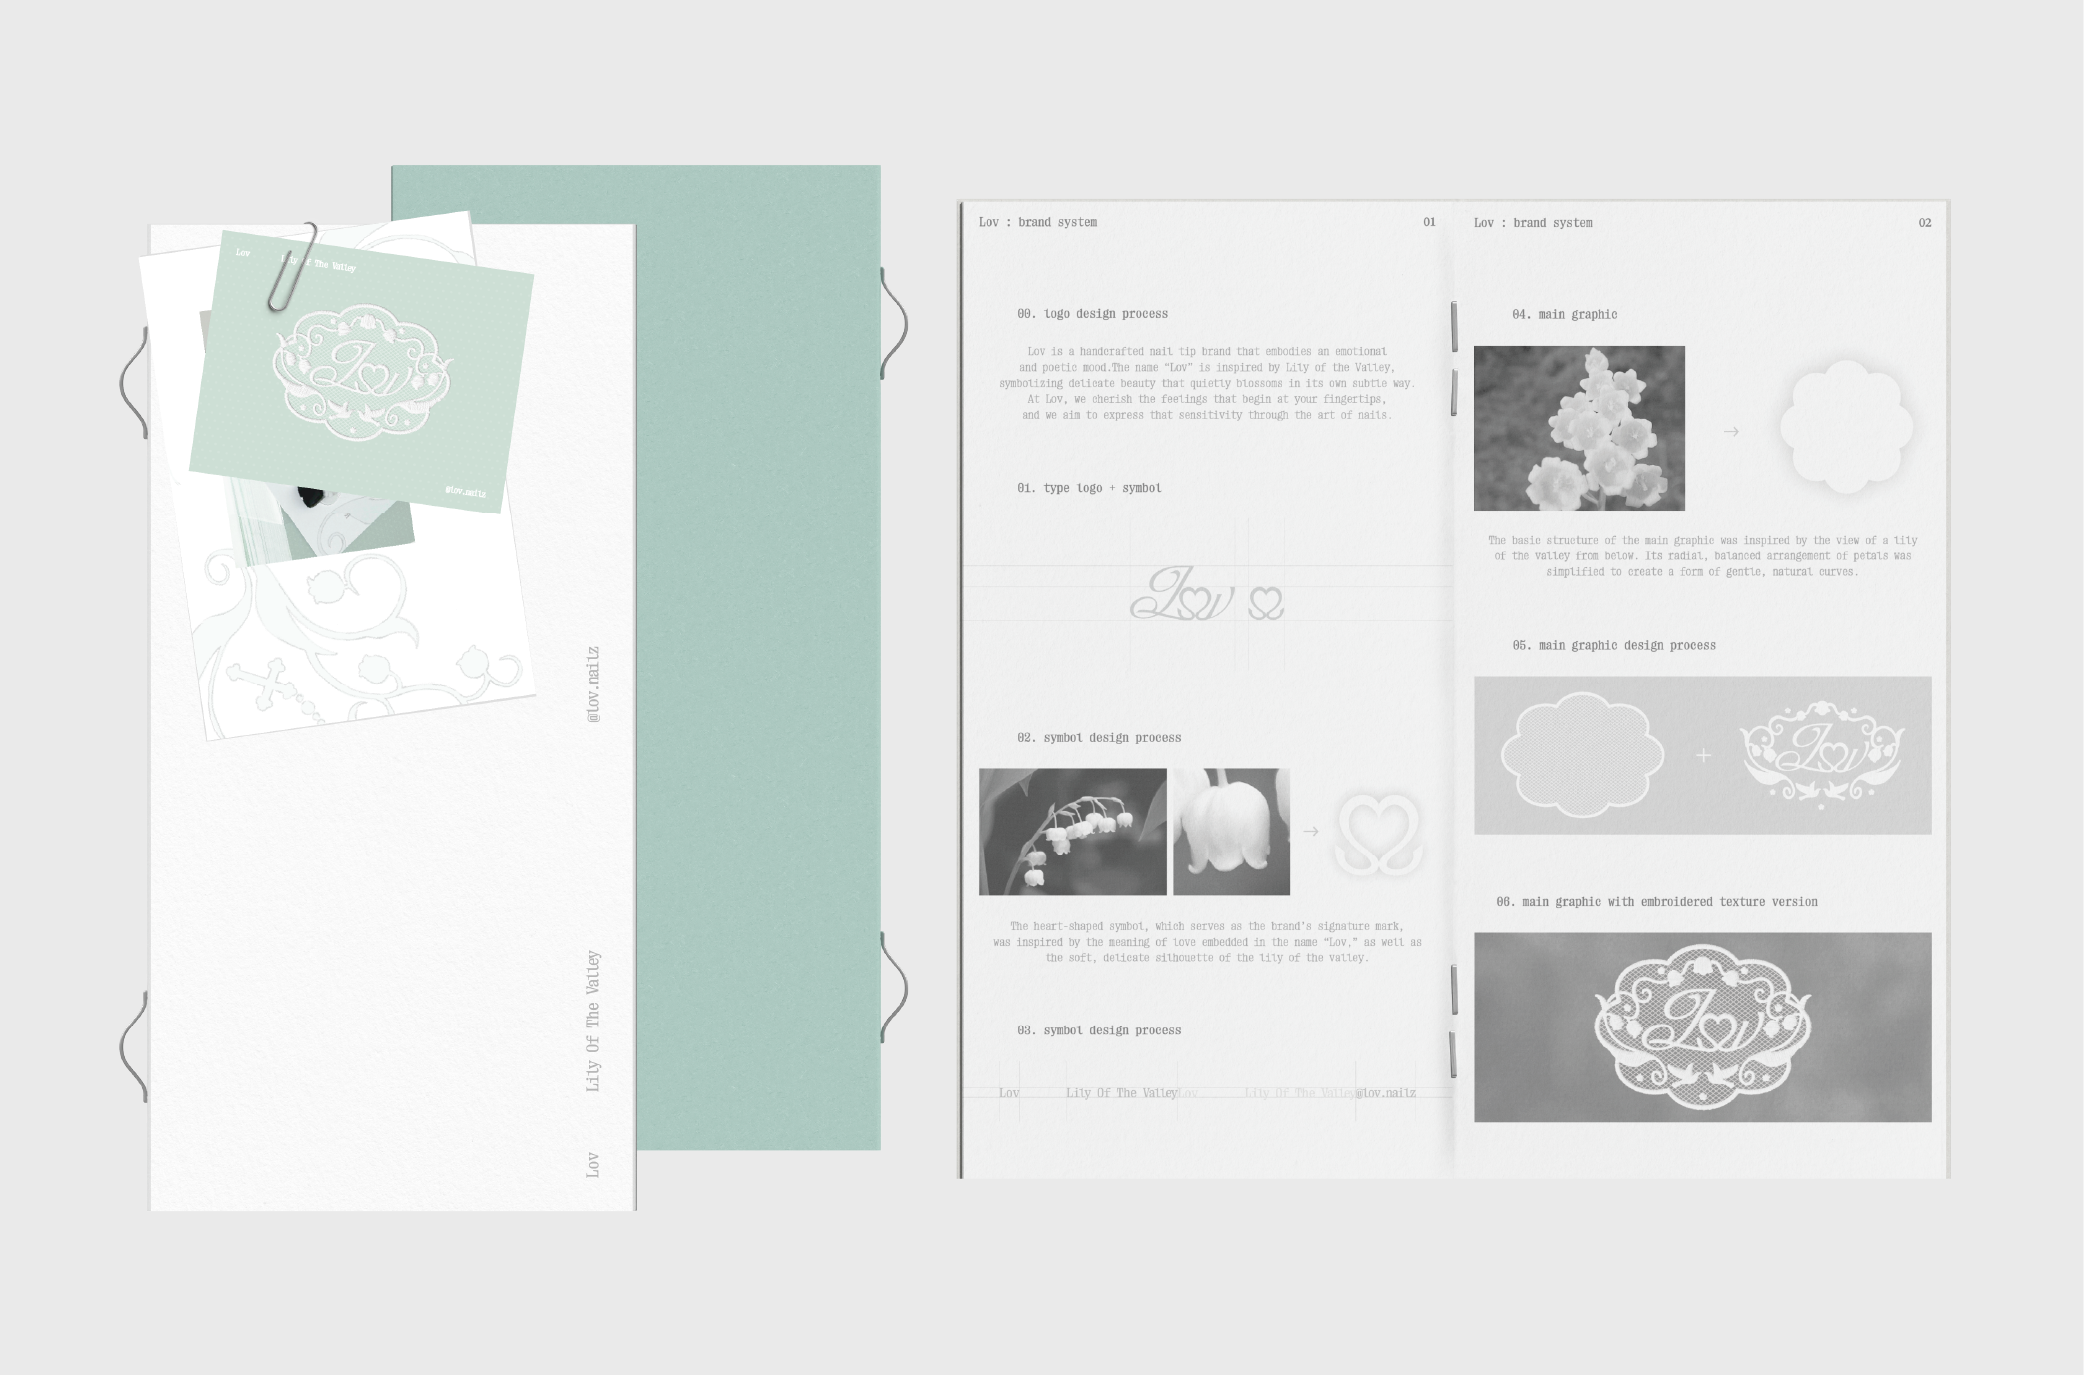 Lov Lily Of The Valley
Lov
@lov.nailz
@lov.nailz
Lily Of The Valley
Lov
Lov : brand system 01
00. logo design process
Lov is a handcrafted nail tip brand that embodies an emotional
and poetic mood.The name “Lov” is inspired by Lily of the Valley,
symbolizing delicate beauty that quietly blossoms in its own subtle way.
At Lov, we cherish the feelings that begin at your fingertips,
and we aim to express that sensitivity through the art of nails.
01. type logo + symbol
Lov
02. symbol design process
The heart-shaped symbol, which serves as the brand's signature mark,
was inspired by the meaning of love embedded in the name “Lov,” as well as
the soft, delicate silhouette of the lily of the valley.
03. symbol design process
Lov Lily Of The Valley Lov Lily Of The Valley @lov.nailz
Lov : brand system 02
04. main graphic
The basic structure of the main graphic was inspired by the view of a lily
of the valley from below. Its radial, balanced arrangement of petals was
simplified to create a form of gentle, natural curves.
05. main graphic design process
Lov
06. main graphic with embroidered texture version
Lov